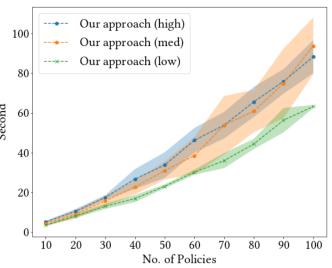 Our approach (high)
Our approach (med)
Our approach (low)
Second
100
80
60
40
20
0
10 20 30 40 50 60 70 80 90 100
No. of Policies